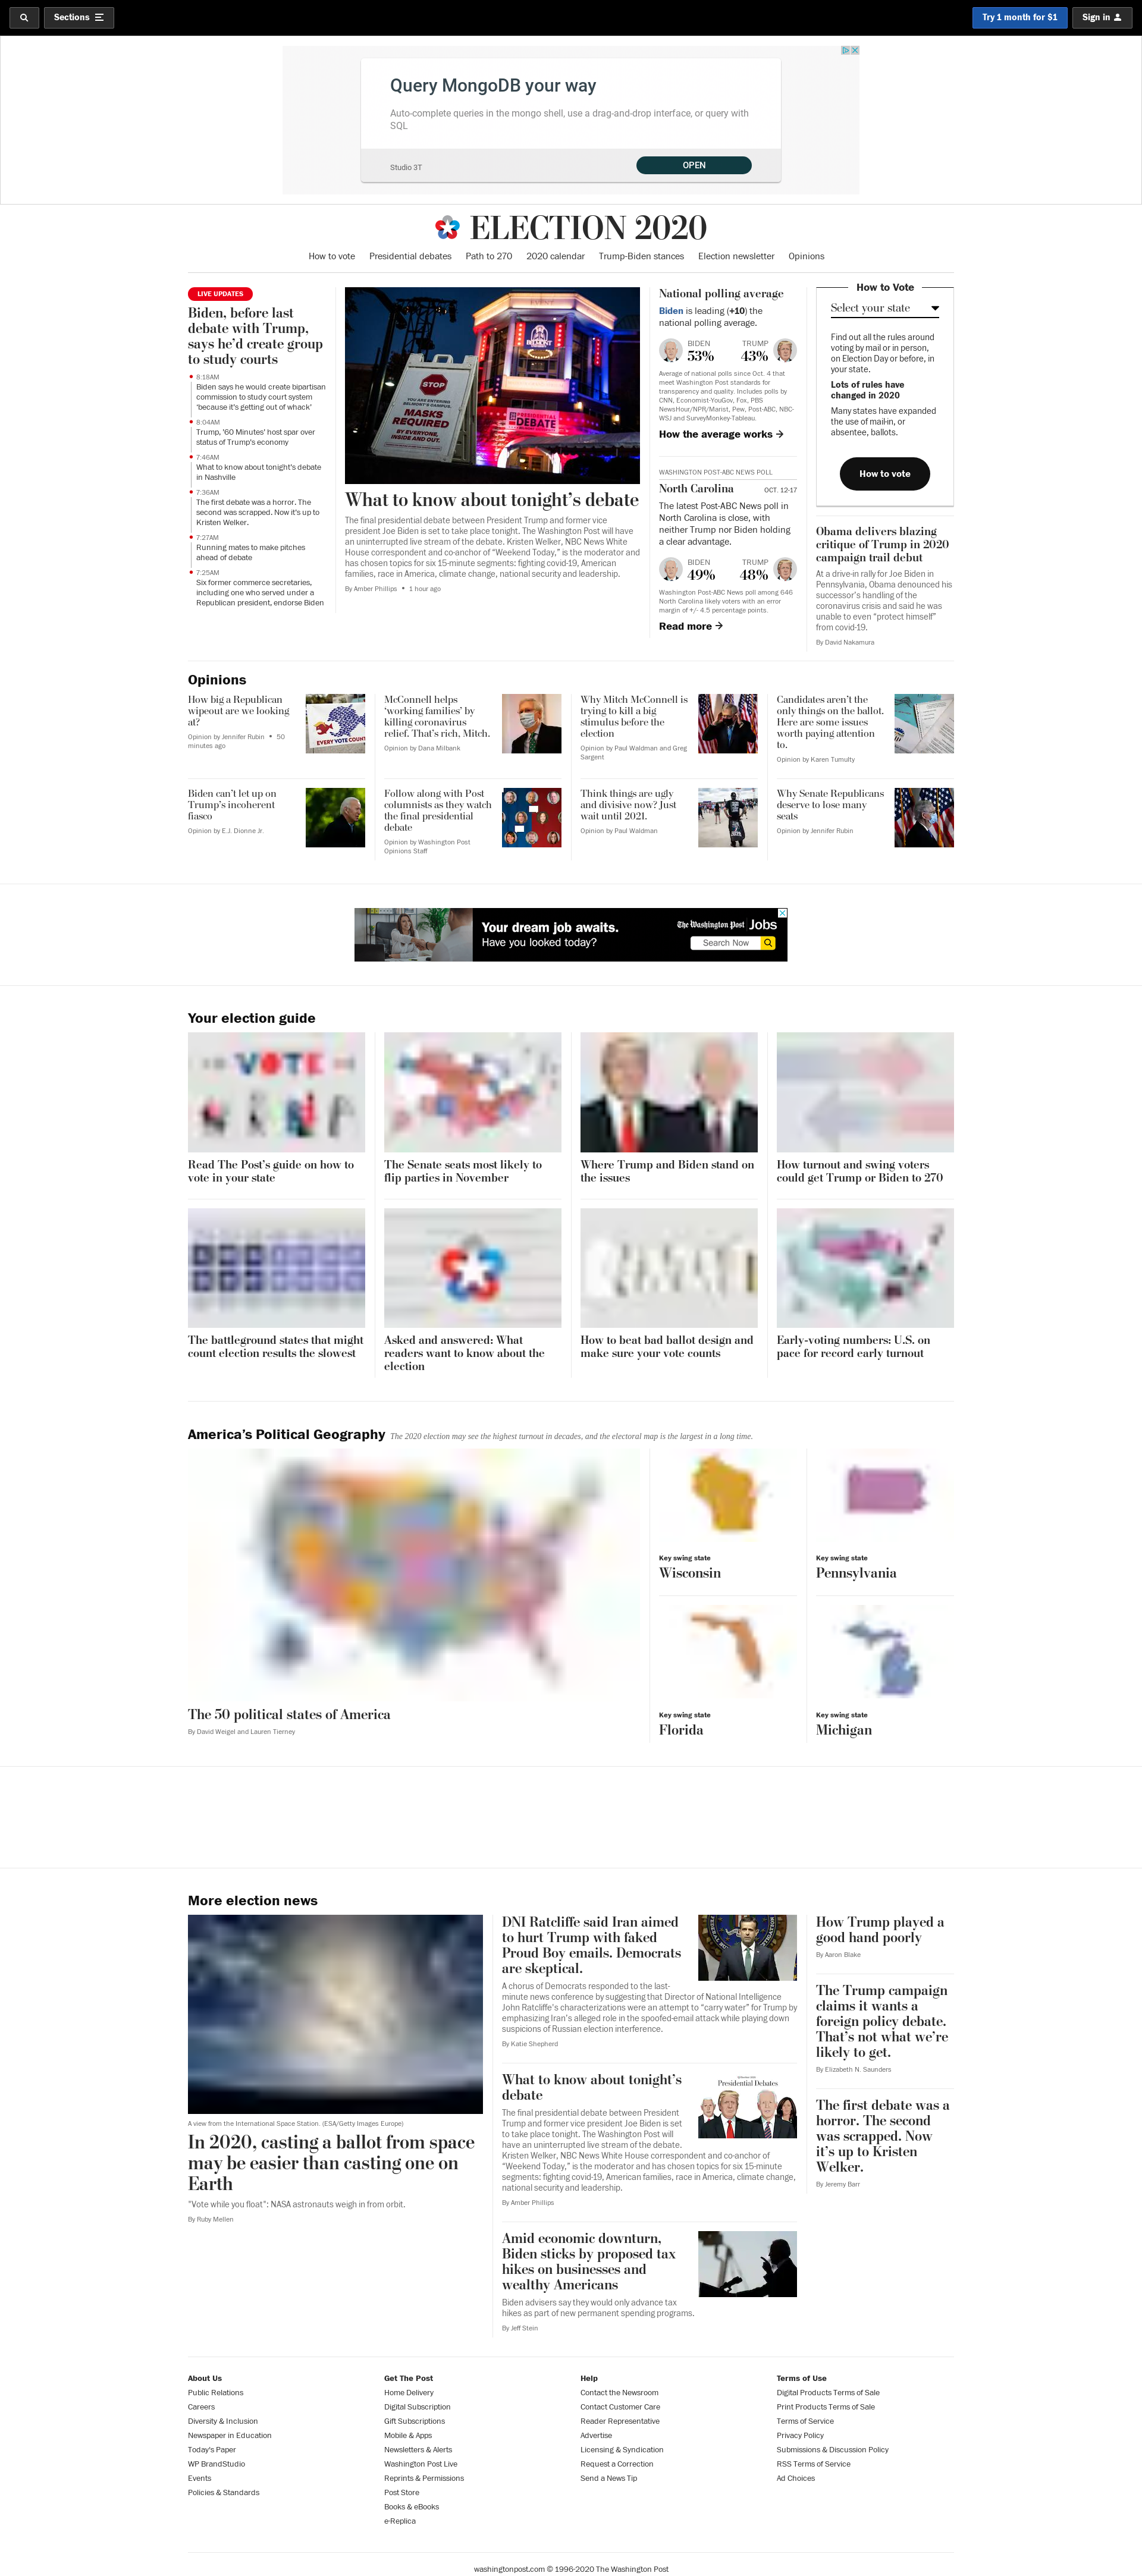 Sections
Try 1 month for $1
Sign in
Query MongoDB your way
Auto-complete queries in the mongo shell, use a drag-and-drop interface, or query with
SQL
Studio 3T
OPEN
ELECTION 2020
How to vote
Presidential debates
Path to 270
2020 calendar
Trump-Biden stances
Election newsletter
Opinions
LIVE UPDATES
Biden, before last
debate with Trump,
says he'd create group
to study courts
8:18AM
Biden says he would create bipartisan
commission to study court system
'because it's getting out of whack'
8:04AM
Trump, '60 Minutes' host spar over
status of Trump's economy
7:46AM
What to know about tonight's debate
in Nashville
7:36AM
The first debate was a horror. The
second was scrapped. Now it's up to
Kristen Welker.
7:27AM
Running mates to make pitches
ahead of debate
7:25AM
Six former commerce secretaries,
including one who served under a
Republican president, endorse Biden
STOP
YOU ARE ENTERING
BELMONT'S CAMPUS.
MASKS
REQUIRED
BY EVERYONE,
INSIDE AND OUT.
PRESIDENTIAL
DEBATE
What to know about tonight's debate
The final presidential debate between President Trump and former vice
president Joe Biden is set to take place tonight. The Washington Post will have
an uninterrupted live stream of the debate. Kristen Welker, NBC News White
House correspondent and co-anchor of “Weekend Today,” is the moderator and
has chosen topics for six 15-minute segments: fighting covid-19, American
families, race in America, climate change, national security and leadership.
By Amber Phillips • 1 hour ago
National polling average
Biden is leading (+10) the
national polling average.
BIDEN
53%
TRUMP
43%
Average of national polls since Oct. 4 that
meet Washington Post standards for
transparency and quality. Includes polls by
CNN, Economist-YouGov, Fox, PBS
NewsHour/NPR/Marist, Pew, Post-ABC, NBC-
WSJ and SurveyMonkey-Tableau.
How the average works →
WASHINGTON POST-ABC NEWS POLL
North Carolina
OCT. 12-17
The latest Post-ABC News poll in
North Carolina is close, with
neither Trump nor Biden holding
a clear advantage.
BIDEN
49%
TRUMP
48%
Washington Post-ABC News poll among 646
North Carolina likely voters with an error
margin of +/- 4.5 percentage points.
Read more →
How to Vote
Select your state
Find out all the rules around
voting by mail or in person,
on Election Day or before, in
your state.
Lots of rules have
changed in 2020
Many states have expanded
the use of mail-in, or
absentee, ballots.
How to vote
Obama delivers blazing
critique of Trump in 2020
campaign trail debut
At a drive-in rally for Joe Biden in
Pennsylvania, Obama denounced his
successor's handling of the
coronavirus crisis and said he was
unable to even “protect himself”
from covid-19.
By David Nakamura
Opinions
How big a Republican
wipeout are we looking
at?
Opinion by Jennifer Rubin • 50
minutes ago
EVERY VOTE COUNTS
McConnell helps
‘working families’ by
killing coronavirus
relief. That's rich, Mitch.
Opinion by Dana Milbank
Why Mitch McConnell is
trying to kill a big
stimulus before the
election
Opinion by Paul Waldman and Greg
Sargent
Candidates aren't the
only things on the ballot.
Here are some issues
worth paying attention
to.
Opinion by Karen Tumulty
Biden can't let up on
Trump's incoherent
fiasco
Opinion by E.J. Dionne Jr.
Follow along with Post
columnists as they watch
the final presidential
debate
Opinion by Washington Post
Opinions Staff
Think things are ugly
and divisive now? Just
wait until 2021.
Opinion by Paul Waldman
Why Senate Republicans
deserve to lose many
seats
Opinion by Jennifer Rubin
Your dream job awaits.
Have you looked today?
The Washington Post Jobs
Search Now
Your election guide
VOTE
Read The Post's guide on how to
vote in your state
The Senate seats most likely to
flip parties in November
Where Trump and Biden stand on
the issues
How turnout and swing voters
could get Trump or Biden to 270
The battleground states that might
count election results the slowest
Asked and answered: What
readers want to know about the
election
How to beat bad ballot design and
make sure your vote counts
Early-voting numbers: U.S. on
pace for record early turnout
America's Political Geography
The 2020 election may see the highest turnout in decades, and the electoral map is the largest in a long time.
The 50 political states of America
By David Weigel and Lauren Tierney
Key swing state
Wisconsin
Key swing state
Pennsylvania
Key swing state
Florida
Key swing state
Michigan
More election news
A view from the International Space Station. (ESA/Getty Images Europe)
In 2020, casting a ballot from space
may be easier than casting one on
Earth
“Vote while you float”: NASA astronauts weigh in from orbit.
By Ruby Mellen
DNI Ratcliffe said Iran aimed
to hurt Trump with faked
Proud Boy emails. Democrats
are skeptical.
A chorus of Democrats responded to the last-
minute news conference by suggesting that Director of National Intelligence
John Ratcliffe's characterizations were an attempt to “carry water” for Trump by
emphasizing Iran's alleged role in the spoofed-email attack while playing down
suspicions of Russian election interference.
By Katie Shepherd
What to know about tonight's
debate
Presidential Debates
The final presidential debate between President
Trump and former vice president Joe Biden is set
to take place tonight. The Washington Post will
have an uninterrupted live stream of the debate.
Kristen Welker, NBC News White House correspondent and co-anchor of
“Weekend Today,” is the moderator and has chosen topics for six 15-minute
segments: fighting covid-19, American families, race in America, climate change,
national security and leadership.
By Amber Phillips
Amid economic downturn,
Biden sticks by proposed tax
hikes on businesses and
wealthy Americans
Biden advisers say they would only advance tax
hikes as part of new permanent spending programs.
By Jeff Stein
How Trump played a
good hand poorly
By Aaron Blake
The Trump campaign
claims it wants a
foreign policy debate.
That's not what we're
likely to get.
By Elizabeth N. Saunders
The first debate was a
horror. The second
was scrapped. Now
it's up to Kristen
Welker.
By Jeremy Barr
About Us
Public Relations
Careers
Diversity & Inclusion
Newspaper in Education
Today's Paper
WP BrandStudio
Events
Policies & Standards
Get The Post
Home Delivery
Digital Subscription
Gift Subscriptions
Mobile & Apps
Newsletters & Alerts
Washington Post Live
Reprints & Permissions
Post Store
Books & eBooks
e-Replica
Help
Contact the Newsroom
Contact Customer Care
Reader Representative
Advertise
Licensing & Syndication
Request a Correction
Send a News Tip
Terms of Use
Digital Products Terms of Sale
Print Products Terms of Sale
Terms of Service
Privacy Policy
Submissions & Discussion Policy
RSS Terms of Service
Ad Choices
washingtonpost.com © 1996-2020 The Washington Post